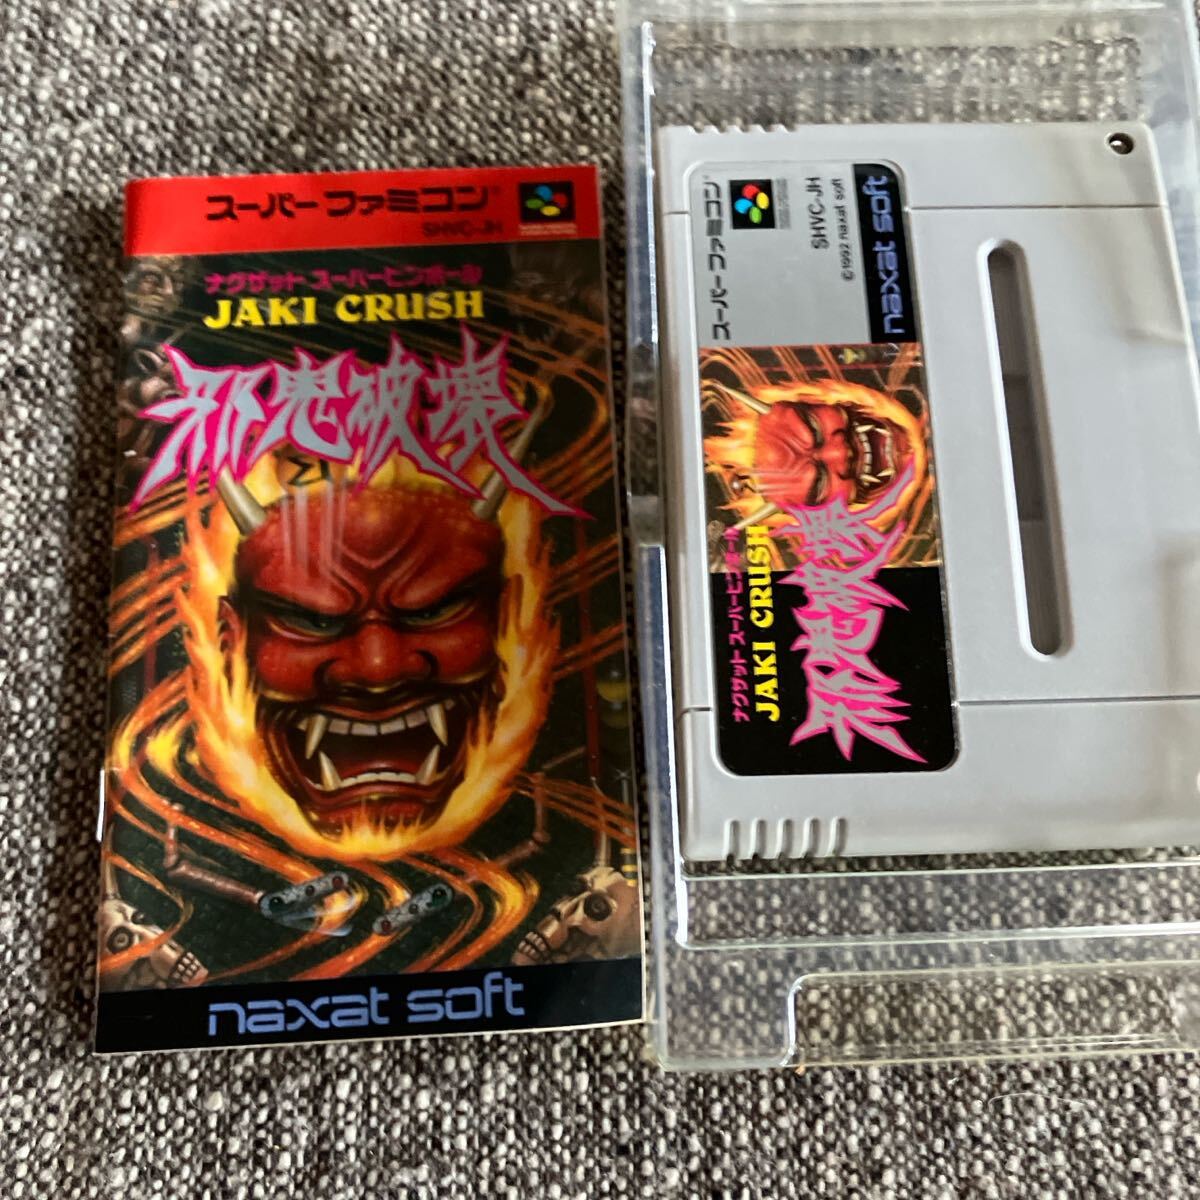 スーパーファミコン
SHVC-JH
ナグザット スーパーピンボール
JAKI CRUSH
邪鬼破壊
naxat soft
スーパーファミコン
SHVC-JH
©1992 naxat soft
naxat soft
ナグザット スーパーピンボール
JAKI CRUSH
邪鬼破壊